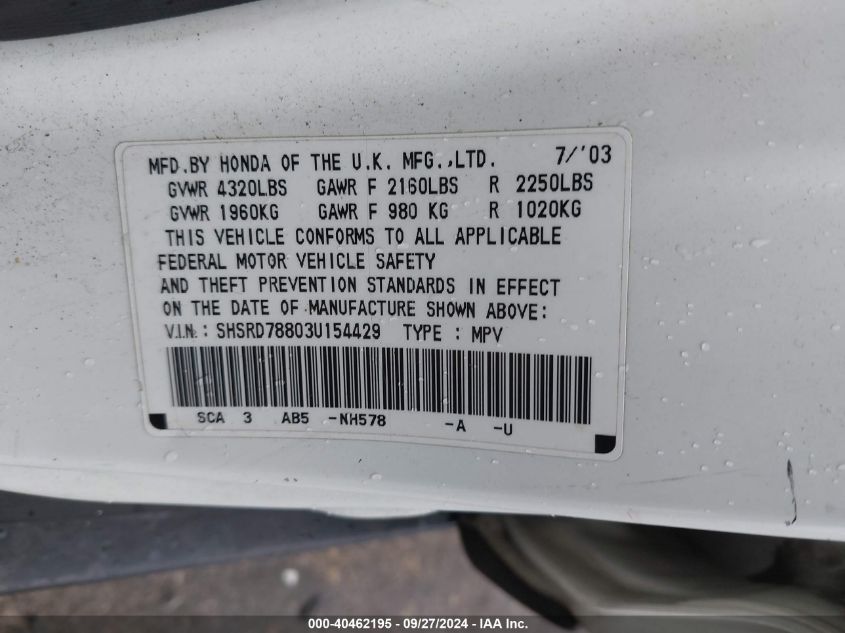 MFD.BY HONDA OF THE U.K. MFG.,LTD. 7/'03
GVWR 4320LBS GAWR F 2160LBS R 2250LBS
GVWR 1960KG GAWR F 980 KG R 1020KG
THIS VEHICLE CONFORMS TO ALL APPLICABLE
FEDERAL MOTOR VEHICLE SAFETY
AND THEFT PREVENTION STANDARDS IN EFFECT
ON THE DATE OF MANUFACTURE SHOWN ABOVE:
V.I.№: SHSRD78803U154429 TYPE : MPV
SCA 3 AB5 -NH578 -A -U
000-40462195 - 09/27/2024 - IAA Inc.